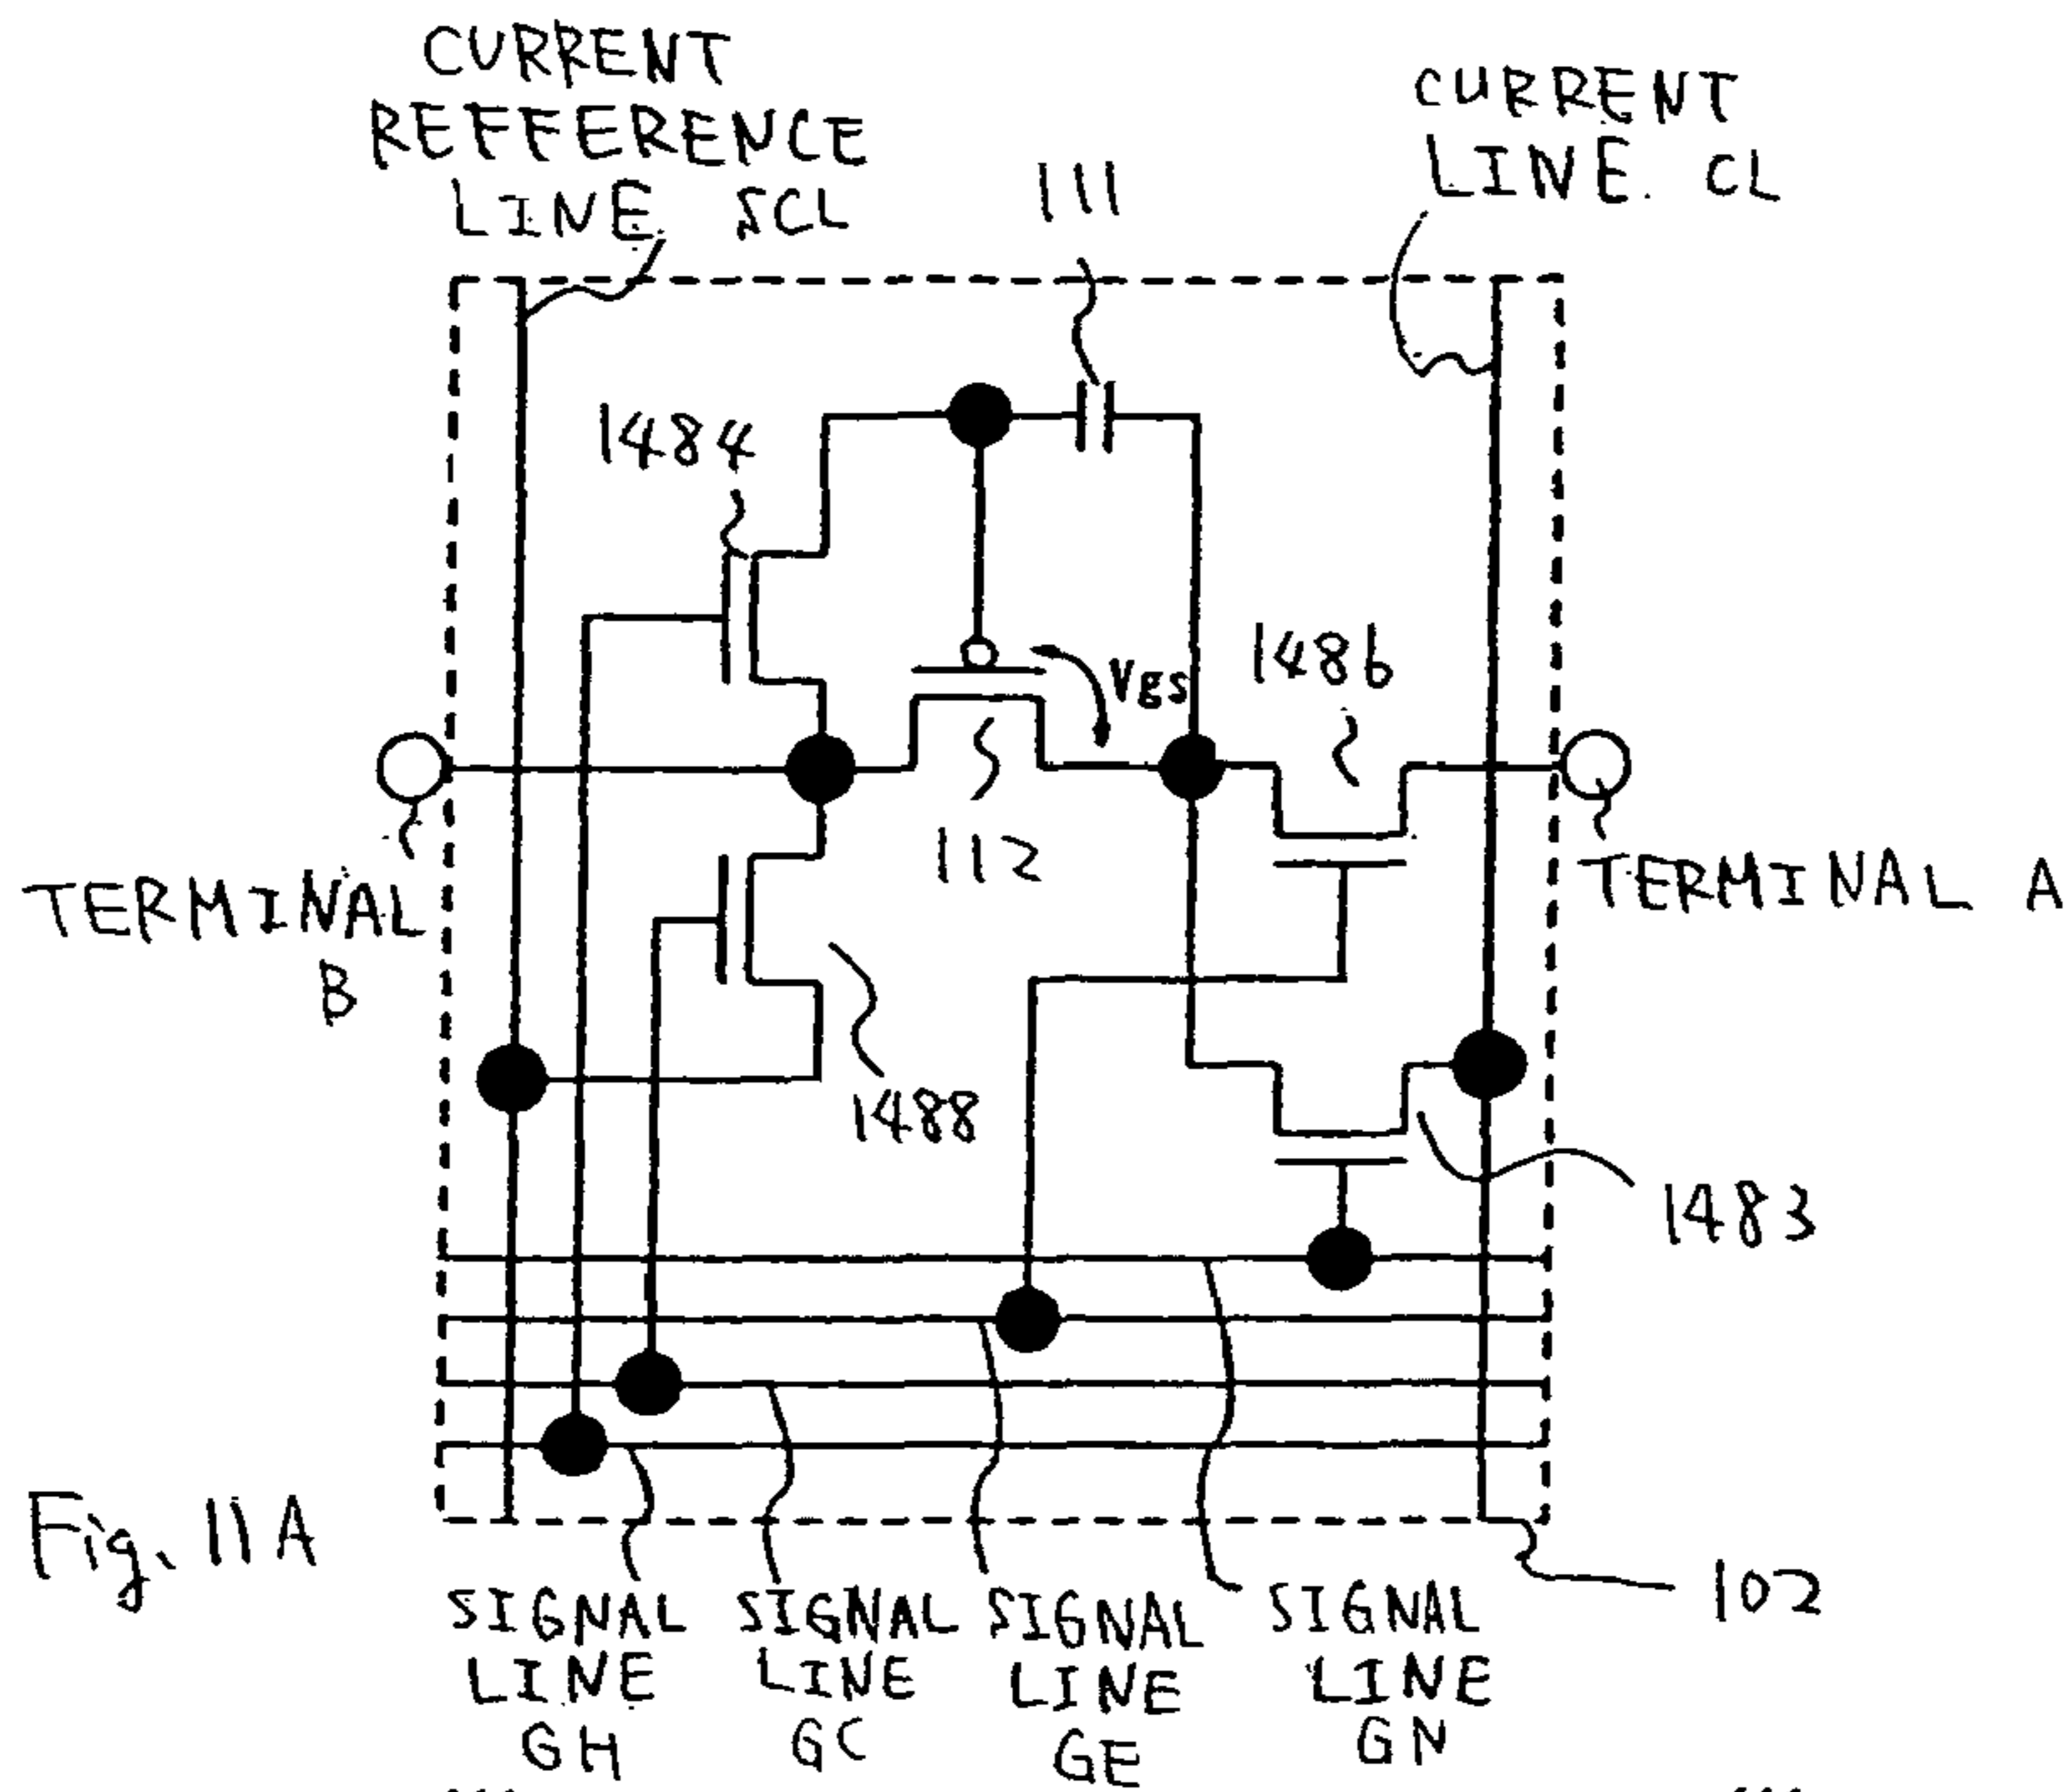 CURRENT
REFFERENCE
LINE SCL
CURRENT
LINE. CL
111
1484
Vgs
1486
112
TERMINAL
B
TERMINAL A
1488
1483
Fig. 11A
102
SIGNAL
LINE
GH
SIGNAL
LINE
GC
SIGNAL
LINE
GE
SIGNAL
LINE
GN